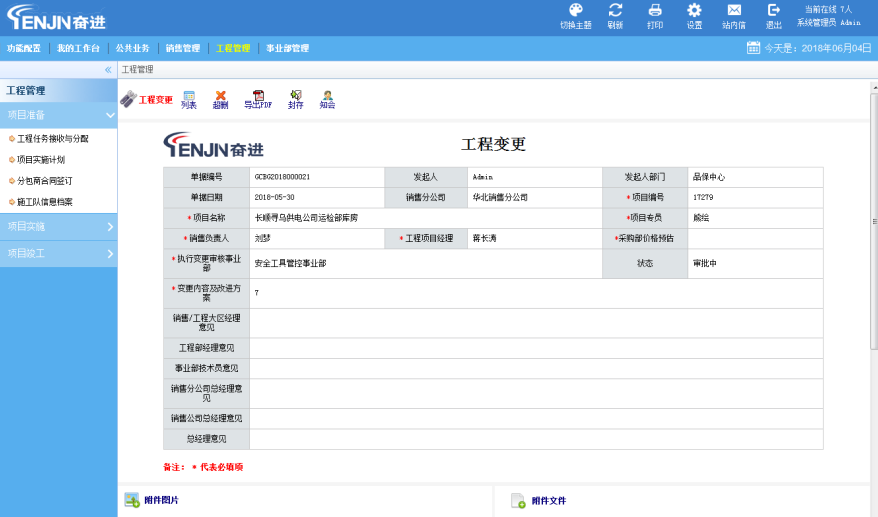 FENJIN奋进
切换主题 刷新 打印 设置 站内信 退出
当前在线 7人
系统管理员 Admin
功能配置 我的工作台 公共业务 销售管理 工程管理 事业部管理
今天是：2018年06月04日
« 工程管理
工程管理
项目准备
工程任务接收与分配
项目实施计划
分包商合同签订
施工队信息档案
项目实施
项目竣工
工程变更 列表 超删 导出PDF 封存 知会
FENJIN奋进
工程变更
单据编号 GCBG2018000021 发起人 Admin 发起人部门 品保中心
单据日期 2018-05-30 销售分公司 华北销售分公司 * 项目编号 17279
* 项目名称 长顺寻乌供电公司运检部库房 *项目专员 熊绘
* 销售负责人 刘梦 * 工程项目经理 蒋长涛 *采购部价格预估
* 执行变更审核事业
部 安全工具管控事业部 状态 审批中
* 变更内容及改进方
案 7
销售/工程大区经理
意见
工程部经理意见
事业部技术员意见
销售分公司总经理意
见
销售公司总经理意见
总经理意见
备注： * 代表必填项
附件图片 附件文件